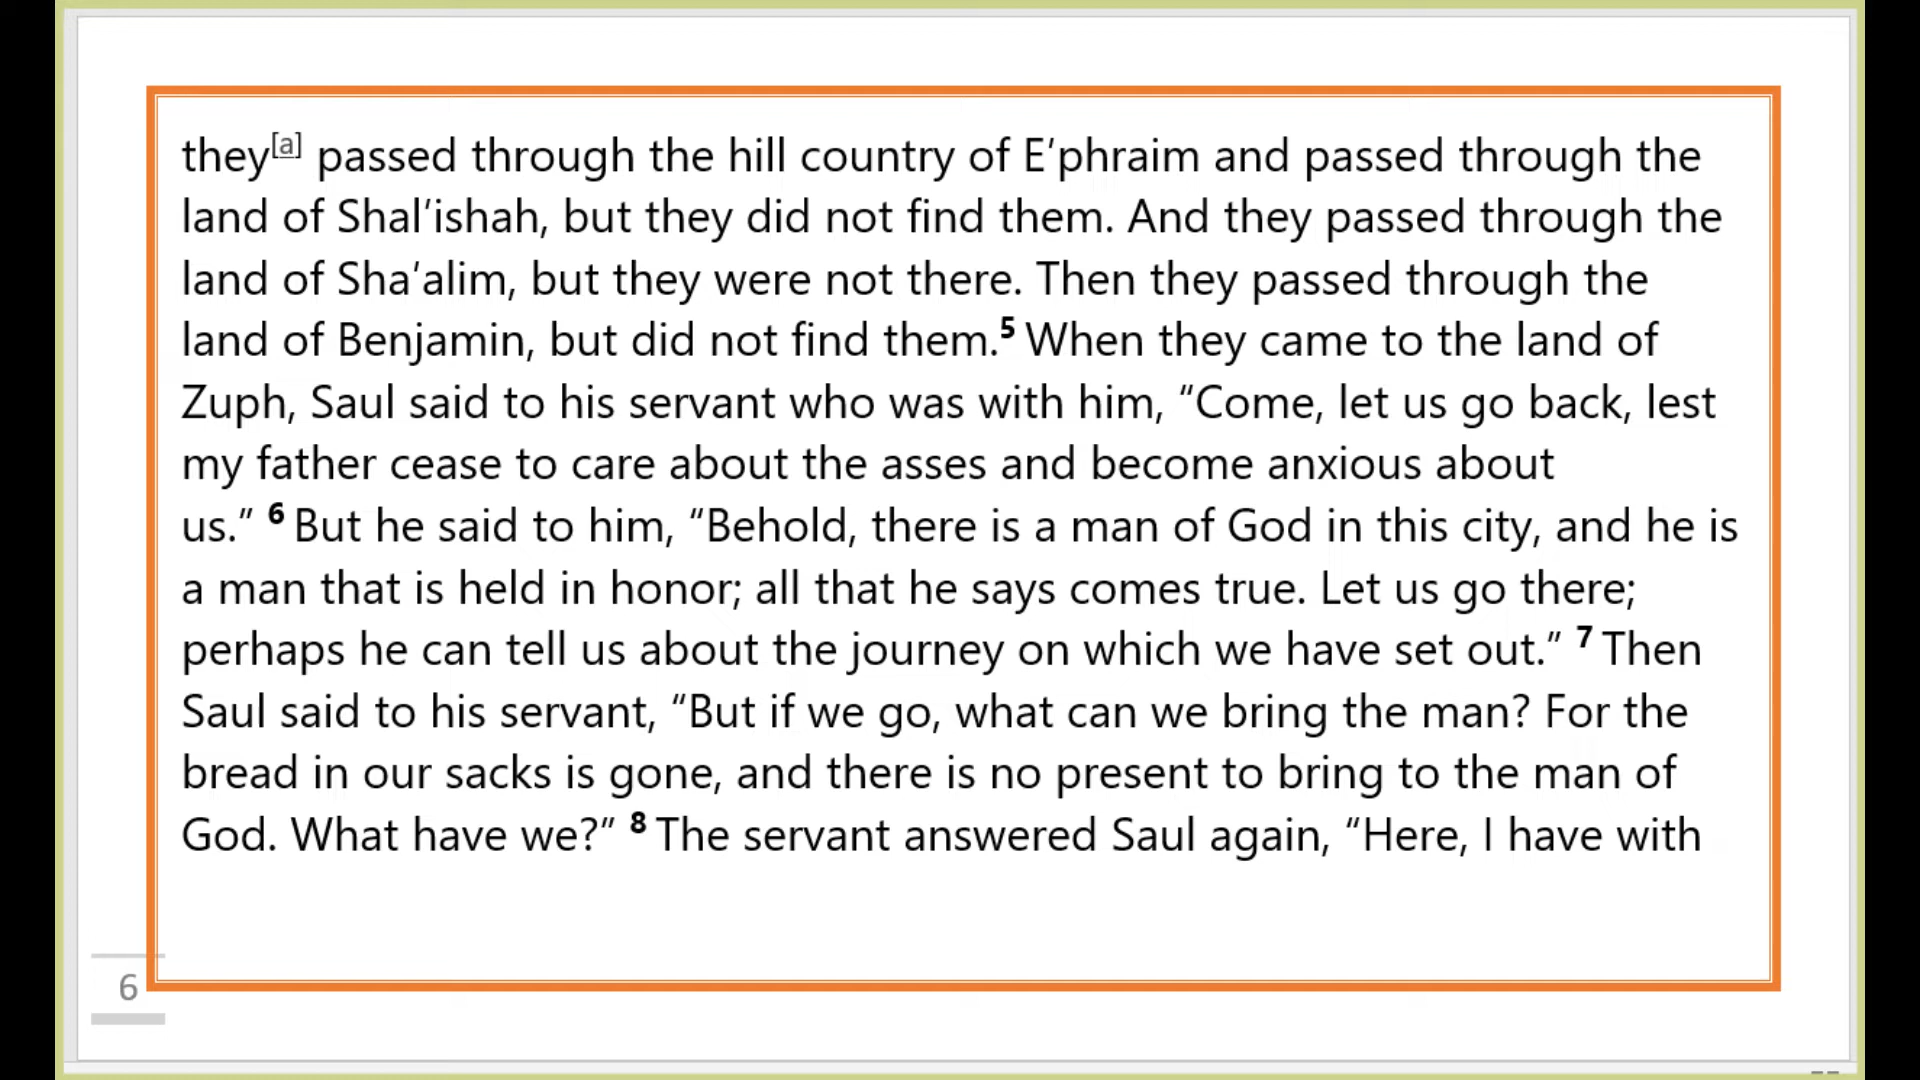 they[a] passed through the hill country of E′phraim and passed through the
land of Shal′ishah, but they did not find them. And they passed through the
land of Sha′alim, but they were not there. Then they passed through the
land of Benjamin, but did not find them.5 When they came to the land of
Zuph, Saul said to his servant who was with him, “Come, let us go back, lest
my father cease to care about the asses and become anxious about
us.” 6 But he said to him, “Behold, there is a man of God in this city, and he is
a man that is held in honor; all that he says comes true. Let us go there;
perhaps he can tell us about the journey on which we have set out.” 7 Then
Saul said to his servant, “But if we go, what can we bring the man? For the
bread in our sacks is gone, and there is no present to bring to the man of
God. What have we?” 8 The servant answered Saul again, “Here, I have with
6